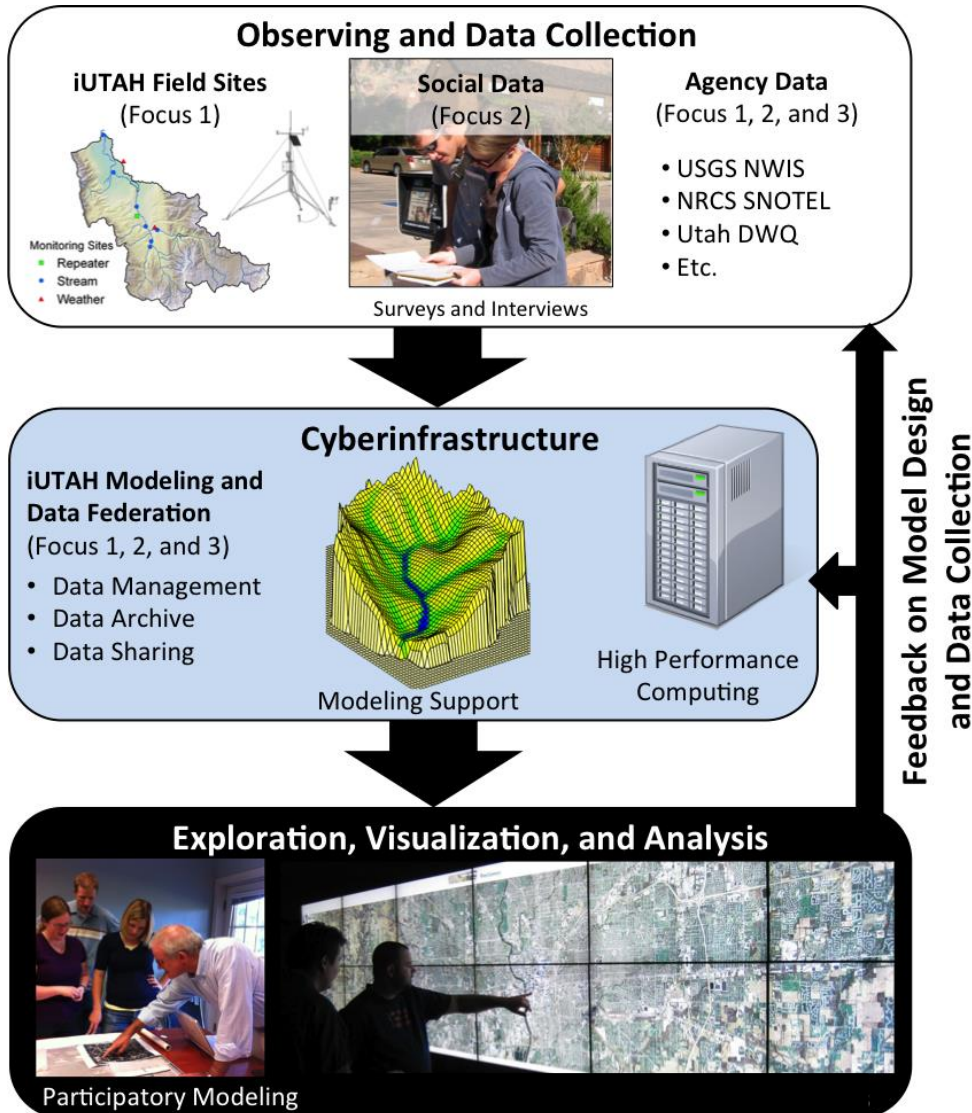 Observing and Data Collection
iUTAH Field Sites
(Focus 1)
Monitoring Sites
Repeater
Stream
Weather
Social Data
(Focus 2)
Surveys and Interviews
Agency Data
(Focus 1, 2, and 3)
• USGS NWIS
• NRCS SNOTEL
• Utah DWQ
• Etc.
Cyberinfrastructure
iUTAH Modeling and
Data Federation
(Focus 1, 2, and 3)
• Data Management
• Data Archive
• Data Sharing
Modeling Support
High Performance
Computing
Feedback on Model Design
and Data Collection
Exploration, Visualization, and Analysis
Participatory Modeling